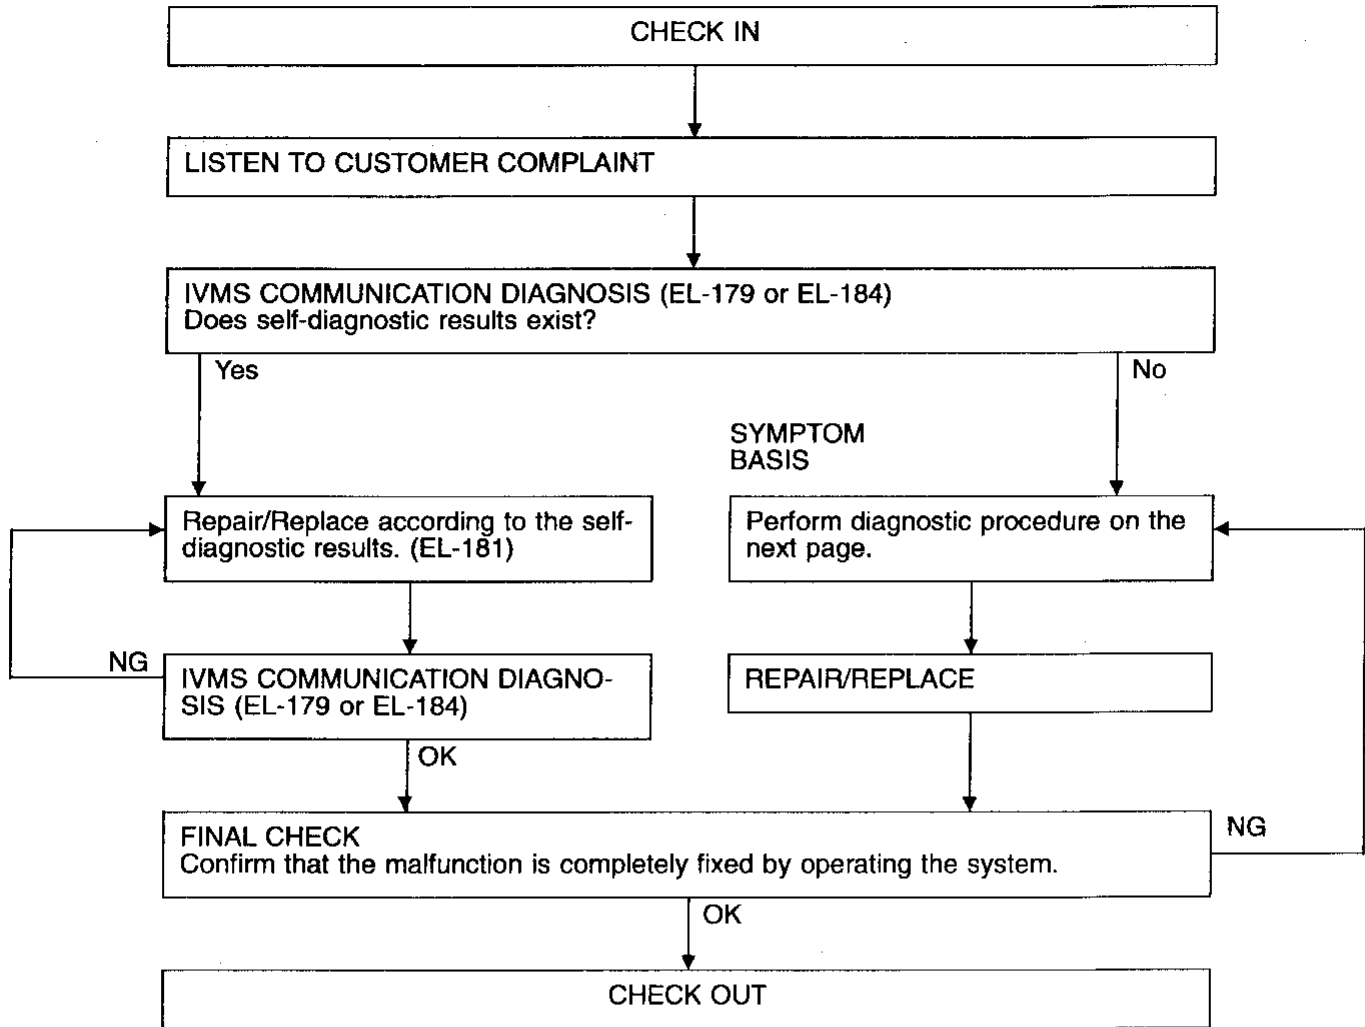 CHECK IN
LISTEN TO CUSTOMER COMPLAINT
IVMS COMMUNICATION DIAGNOSIS (EL-179 or EL-184)
Does self-diagnostic results exist?
Yes
No
SYMPTOM
BASIS
Repair/Replace according to the self-
diagnostic results. (EL-181)
Perform diagnostic procedure on the
next page.
NG
IVMS COMMUNICATION DIAGNO-
SIS (EL-179 or EL-184)
REPAIR/REPLACE
OK
FINAL CHECK
Confirm that the malfunction is completely fixed by operating the system.
NG
OK
CHECK OUT